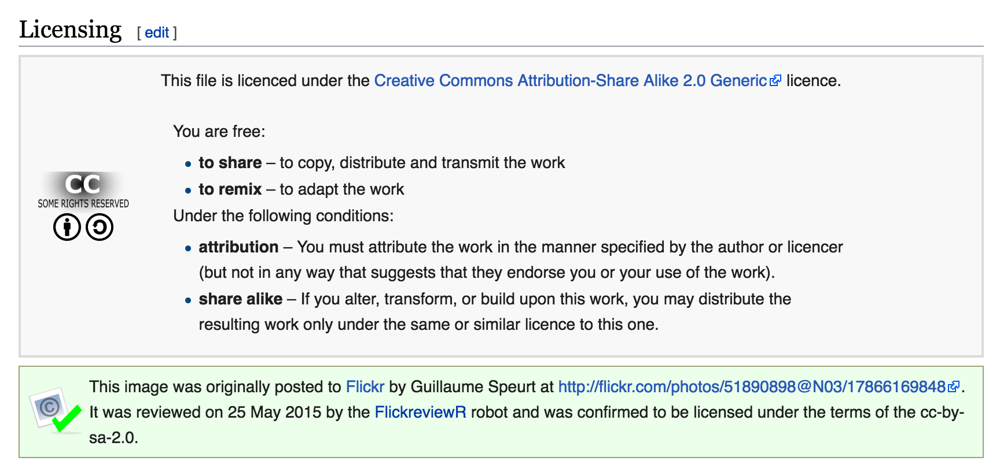 Licensing [ edit ]
This file is licenced under the Creative Commons Attribution-Share Alike 2.0 Generic licence.
You are free:
• to share – to copy, distribute and transmit the work
• to remix – to adapt the work
CC
SOME RIGHTS RESERVED
Under the following conditions:
• attribution – You must attribute the work in the manner specified by the author or licencer
(but not in any way that suggests that they endorse you or your use of the work).
• share alike – If you alter, transform, or build upon this work, you may distribute the
resulting work only under the same or similar licence to this one.
This image was originally posted to Flickr by Guillaume Speurt at http://flickr.com/photos/51890898@N03/17866169848.
It was reviewed on 25 May 2015 by the FlickreviewR robot and was confirmed to be licensed under the terms of the cc-by-
sa-2.0.